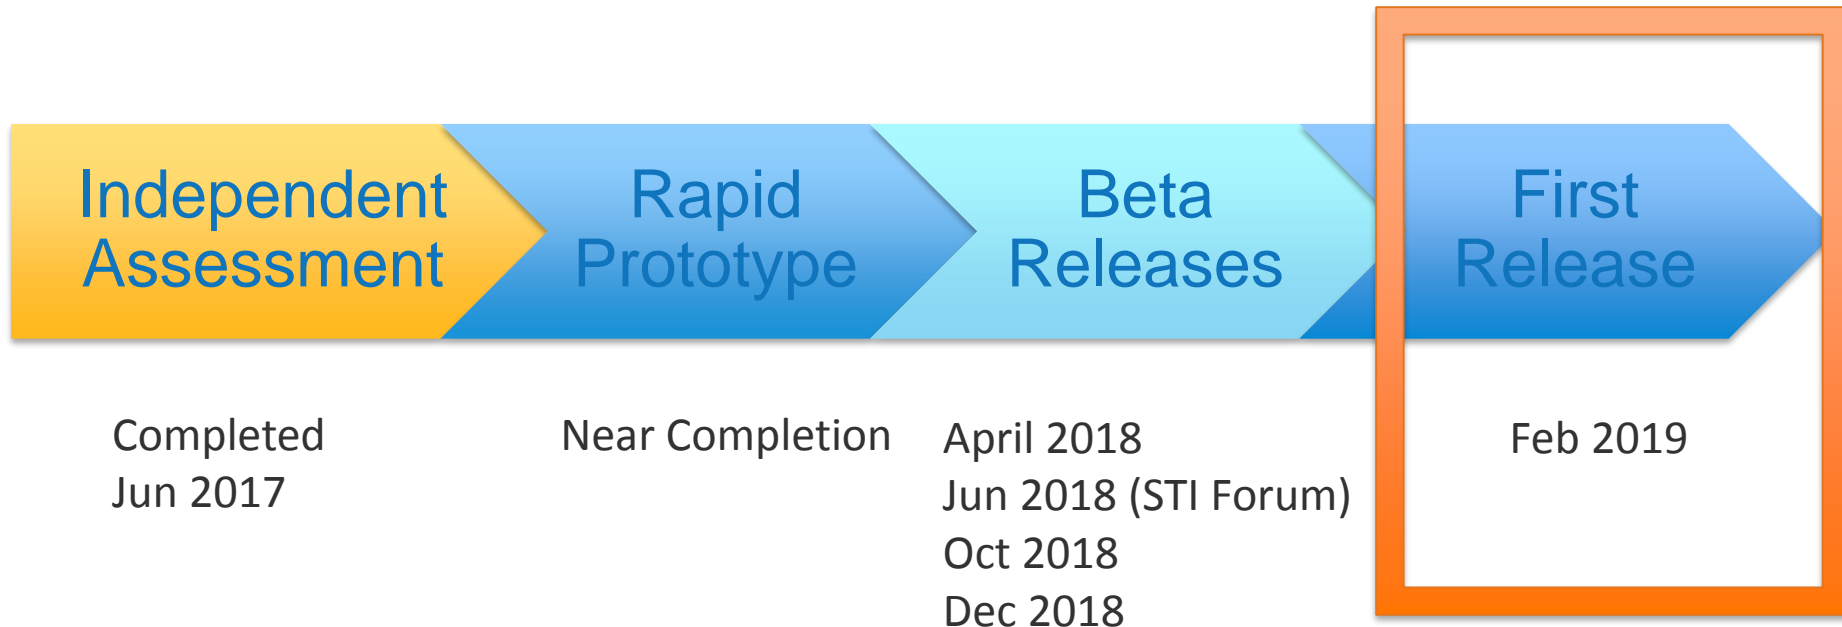 Independent
Assessment
Rapid
Prototype
Beta
Releases
First
Release
Completed
Jun 2017
Near Completion
April 2018
Jun 2018 (STI Forum)
Oct 2018
Dec 2018
Feb 2019